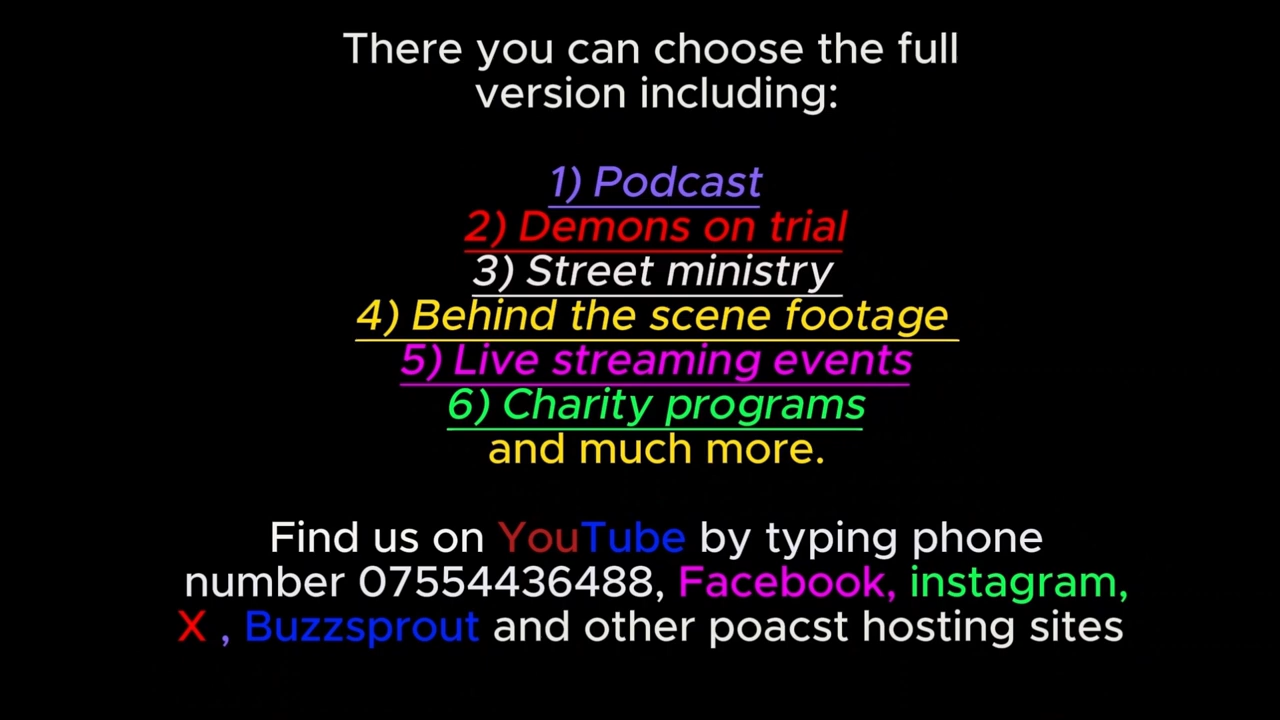 There you can choose the full
version including:
1) Podcast
2) Demons on trial
3) Street ministry
4) Behind the scene footage
5) Live streaming events
6) Charity programs
and much more.
Find us on YouTube by typing phone
number 07554436488, Facebook, instagram,
X , Buzzsprout and other poacst hosting sites